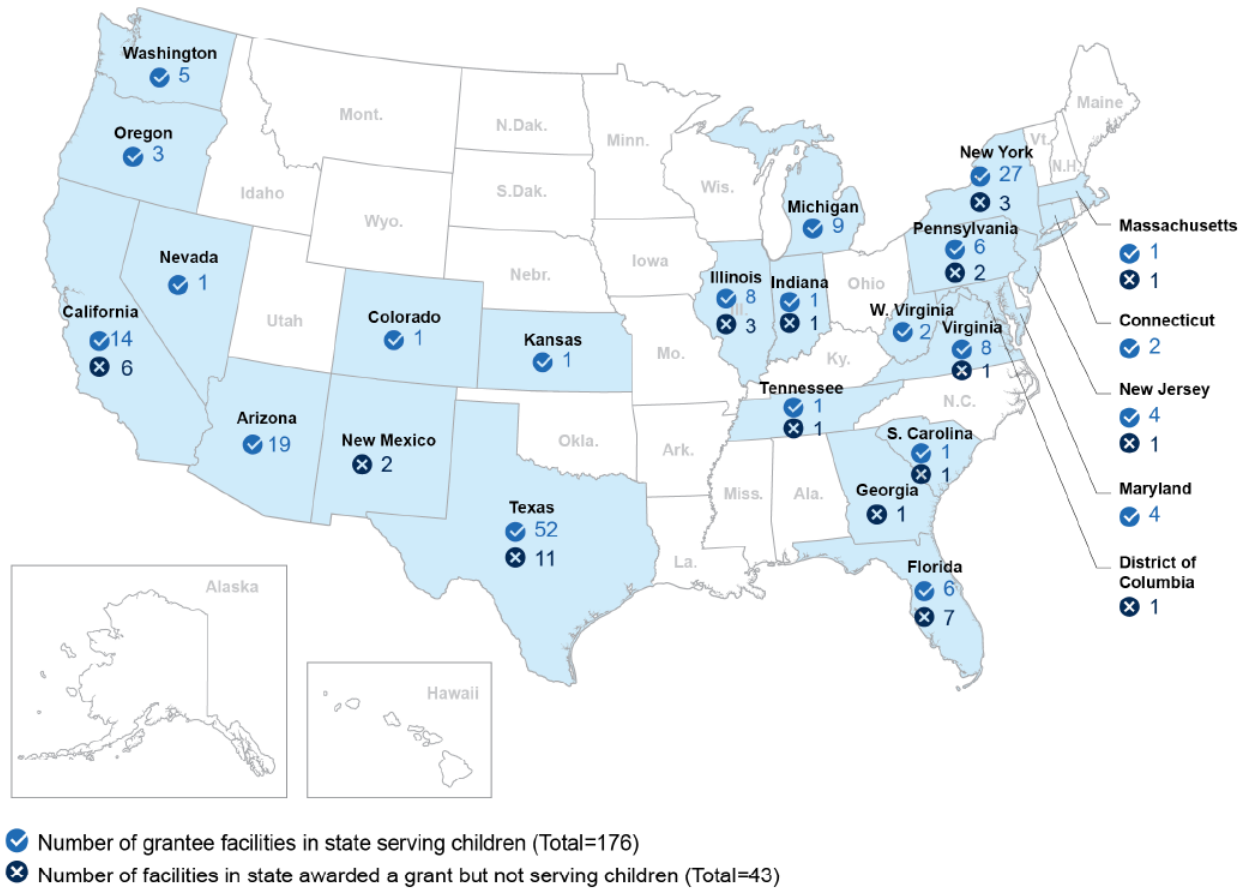 Washington
5
Oregon
3
Mont.
N.Dak.
Minn.
Maine
Vt.
N.H.
New York
27
3
Idaho
S.Dak.
Wis.
Michigan
9
Wyo.
Massachusetts
1
1
Pennsylvania
6
2
Nevada
1
Iowa
Nebr.
Illinois
8
Ill.
3
Indiana
1
1
Ohio
California
14
6
Utah
Colorado
1
Kansas
1
Mo.
W. Virginia
2
Virginia
8
1
Ky.
Connecticut
2
Tennessee
1
1
N.C.
New Jersey
4
1
Arizona
19
New Mexico
2
Okla.
Ark.
S. Carolina
1
1
Miss.
Ala.
Georgia
1
Maryland
4
Texas
52
11
La.
Florida
6
7
District of
Columbia
1
Alaska
Hawaii
Number of grantee facilities in state serving children (Total=176)
Number of facilities in state awarded a grant but not serving children (Total=43)